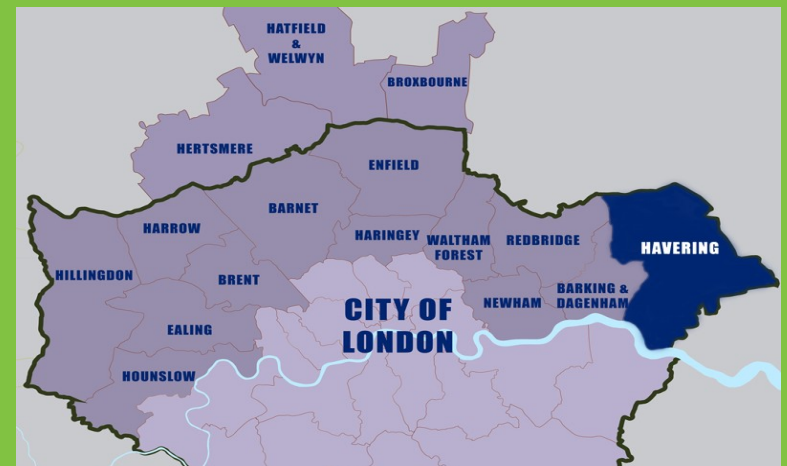 HATFIELD
&
WELWYN
BROXBOURNE
HERTSMERE
ENFIELD
BARNET
HARROW
HARINGEY
WALTHAM
FOREST
REDBRIDGE
HAVERING
HILLINGDON
BRENT
BARKING &
DAGENHAM
NEWHAM
CITY OF
LONDON
EALING
HOUNSLOW